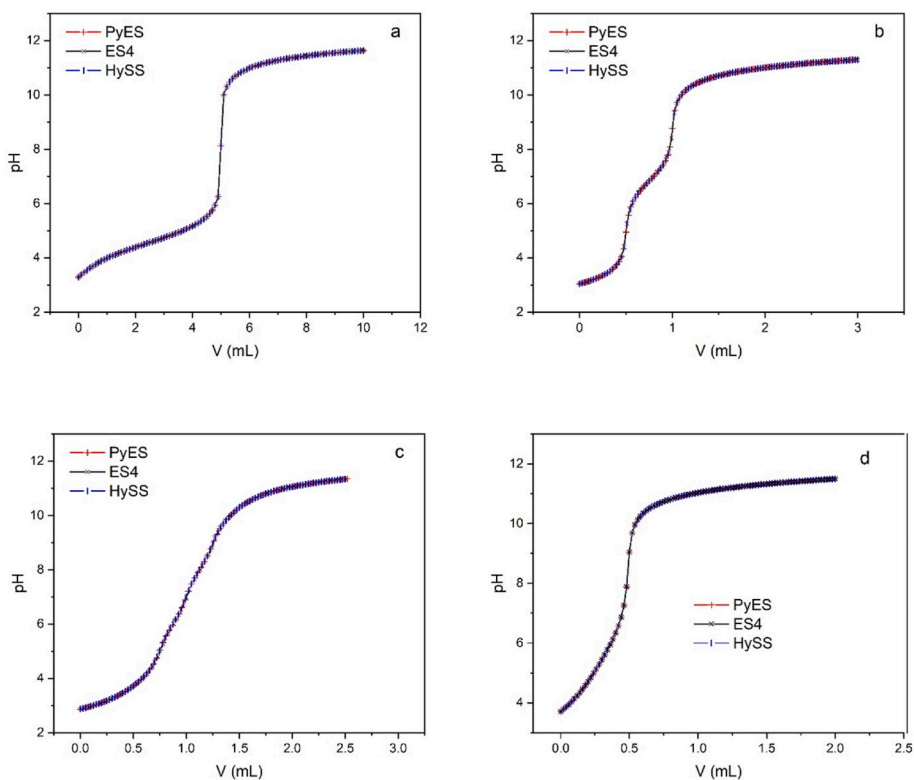 PyES
ES4
HySS
a
12
10
8
6
4
2
pH
0 2 4 6 8 10 12
V (mL)
PyES
ES4
HySS
b
12
10
8
6
4
2
pH
0 1 2 3
V (mL)
PyES
ES4
HySS
c
12
10
8
6
4
2
pH
0.0 0.5 1.0 1.5 2.0 2.5 3.0
V (mL)
d
12
10
8
6
4
pH
PyES
ES4
HySS
0.0 0.5 1.0 1.5 2.0 2.5
V (mL)